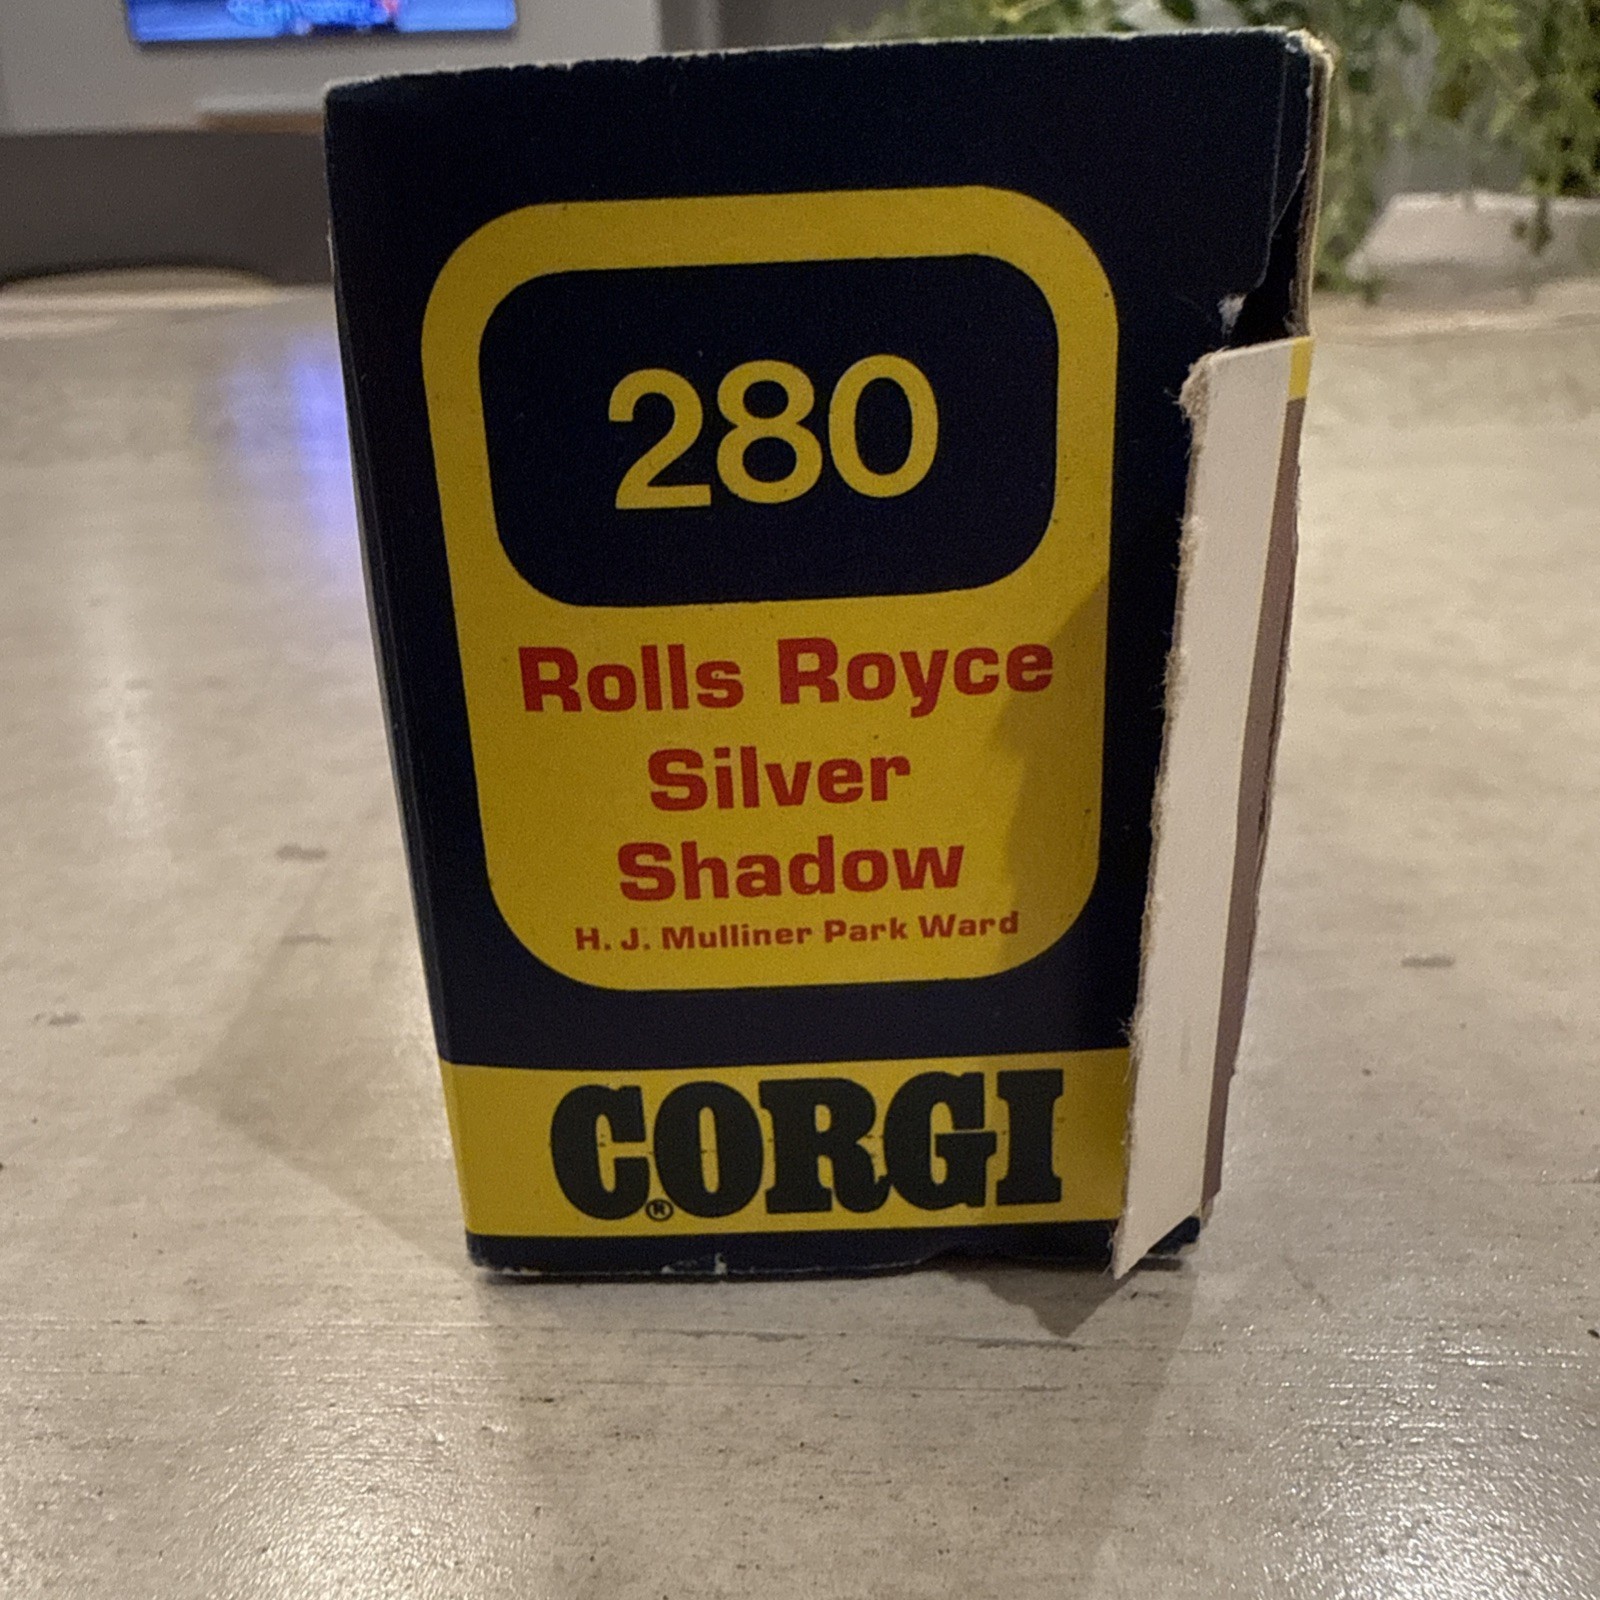 280
Rolls Royce
Silver
Shadow
H. J. Mulliner Park Ward
CORGI
®